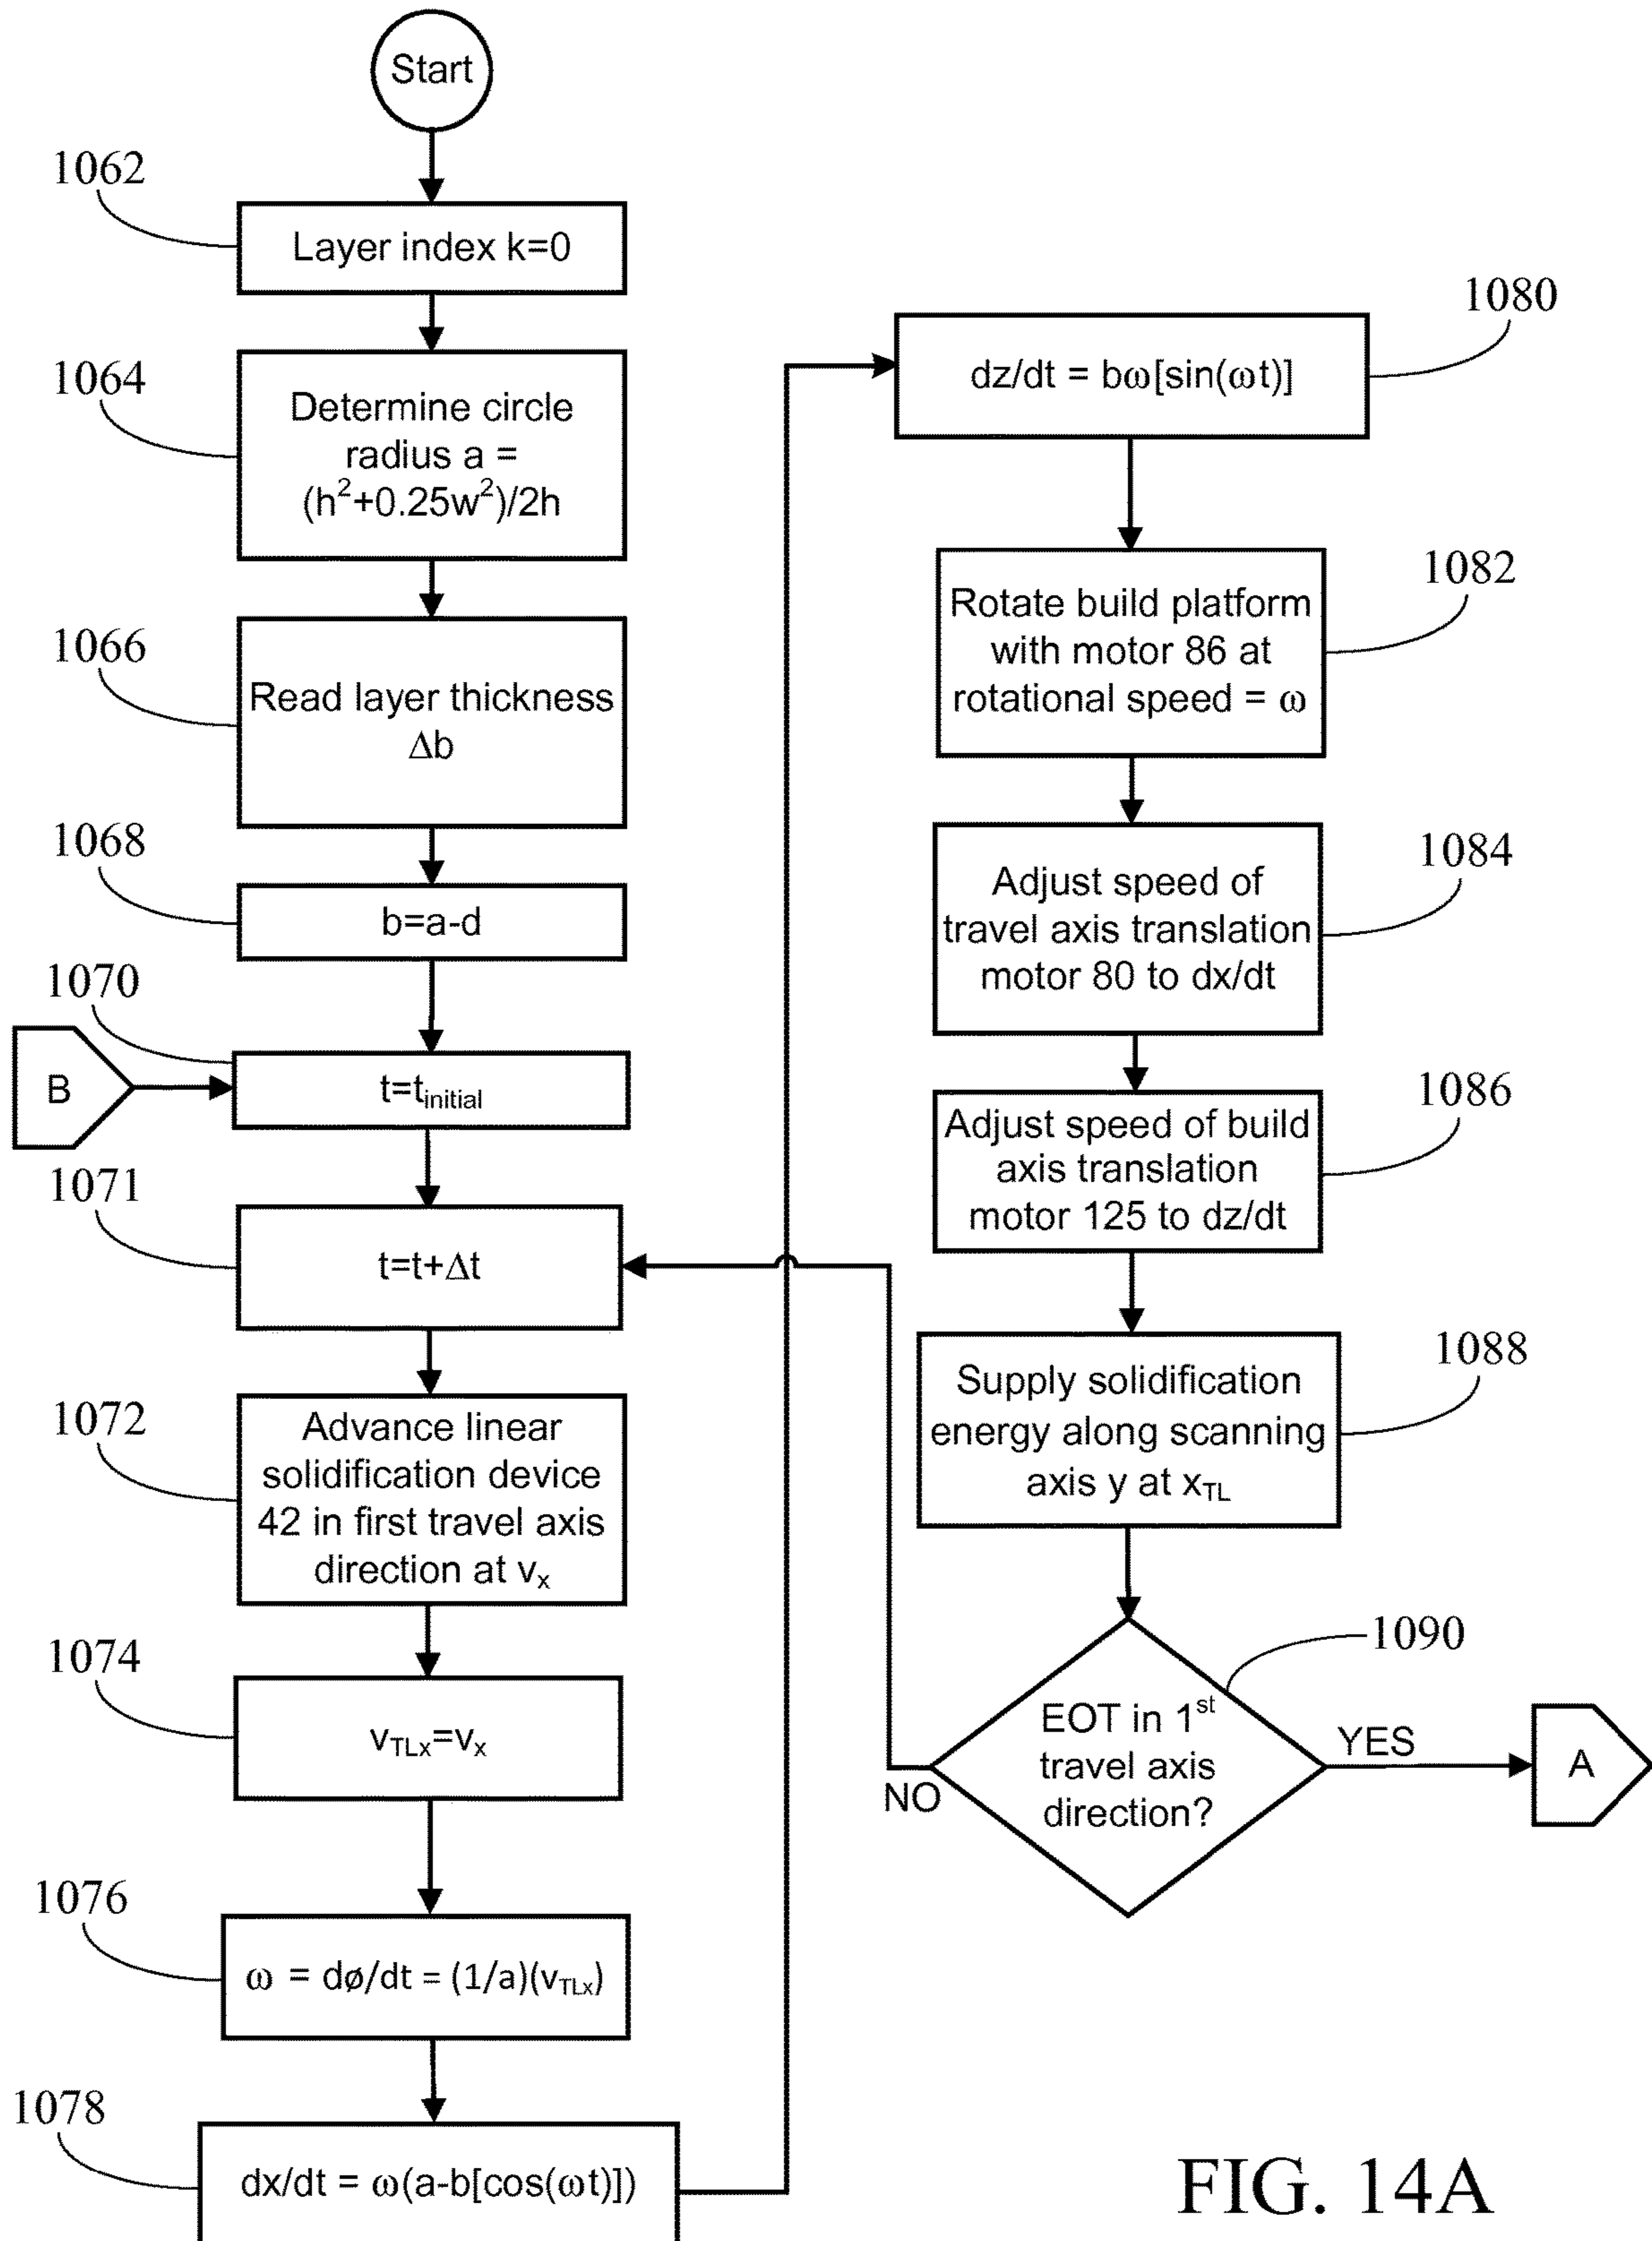 Start
1062
Layer index k=0
1064
Determine circle
radius a =
(h²+0.25w²)/2h
1066
Read layer thickness
Δb
1068
b=a-d
1070
B
t=t_initial
1071
t=t+Δt
1072
Advance linear
solidification device
42 in first travel axis
direction at v_x
1074
v_TLx=v_x
1076
ω = dø/dt = (1/a)(v_TLx)
1078
dx/dt = ω(a-b[cos(ωt)])
1080
dz/dt = bω[sin(ωt)]
1082
Rotate build platform
with motor 86 at
rotational speed = ω
1084
Adjust speed of
travel axis translation
motor 80 to dx/dt
1086
Adjust speed of build
axis translation
motor 125 to dz/dt
1088
Supply solidification
energy along scanning
axis y at x_TL
1090
EOT in 1st
travel axis
direction?
NO
YES
A
FIG. 14A